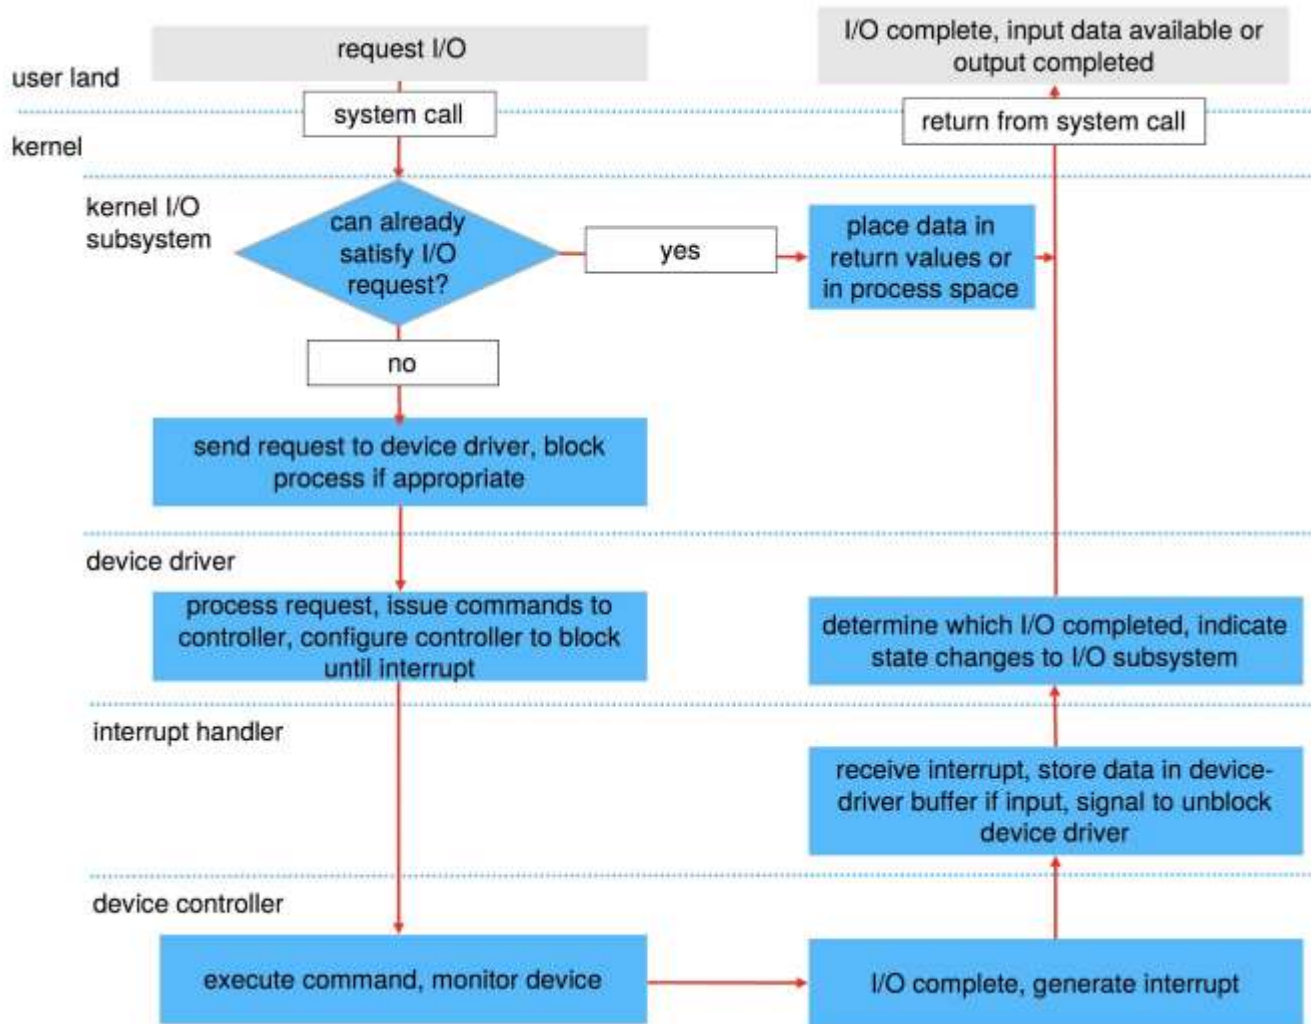 request I/O
I/O complete, input data available or
output completed
user land
system call
return from system call
kernel
kernel I/O
subsystem
can already
satisfy I/O
request?
yes
place data in
return values or
in process space
no
send request to device driver, block
process if appropriate
device driver
process request, issue commands to
controller, configure controller to block
until interrupt
determine which I/O completed, indicate
state changes to I/O subsystem
interrupt handler
receive interrupt, store data in device-
driver buffer if input, signal to unblock
device driver
device controller
execute command, monitor device
I/O complete, generate interrupt